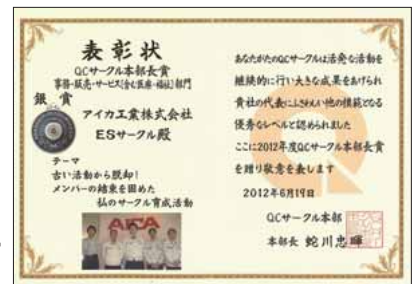 表彰状
QCサークル本部長賞
事務・販売・サービス[含む医療・福祉]部門
銀賞
アイカ工業株式会社
ESサークル殿
テーマ
古い活動から脱却!
メンバーの結束を固めた
私のサークル育成活動
AICA
あなたがたのQCサークルは活発な活動を
継続的に行い大きな成果をあげられ
貴社の代表にふさわしい他の模範となる
優秀なレベルと認められました
ここに2012年度QCサークル本部長賞
を贈り敬意を表します
2012年6月19日
QCサークル本部
本部長 蛇川忠暉